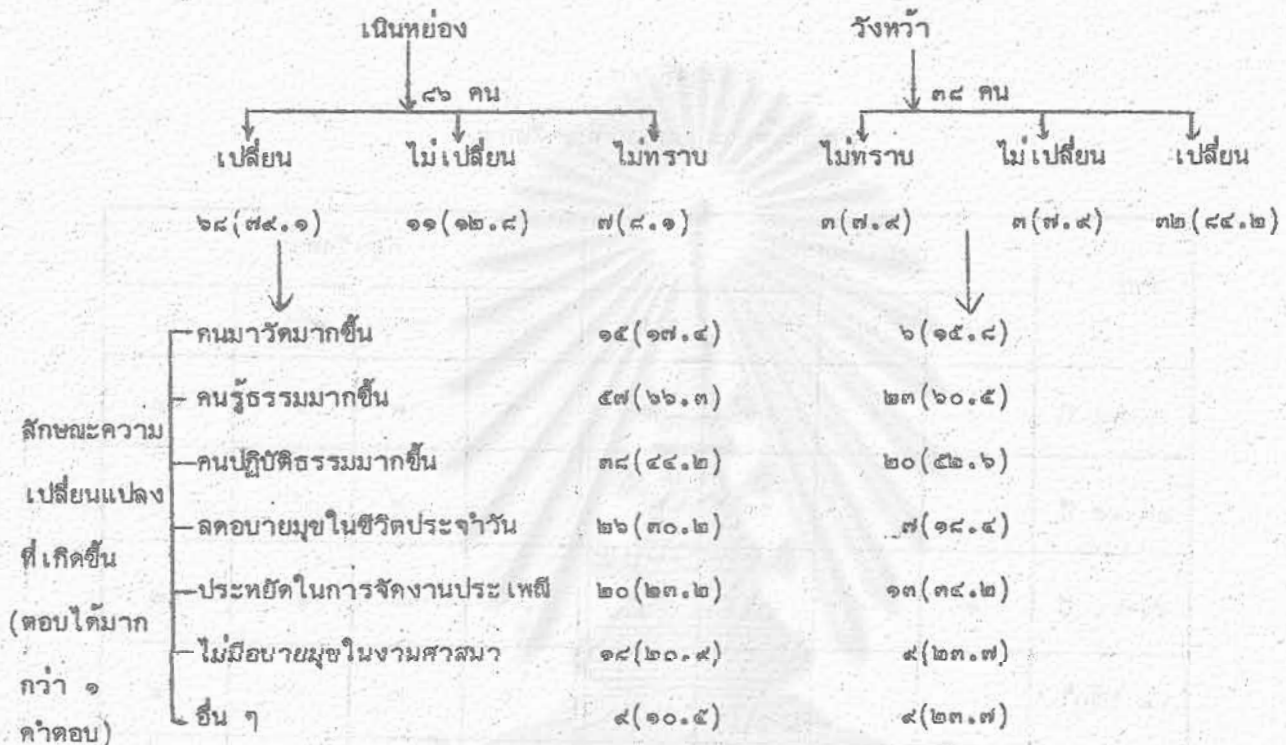 เนินหย่อง วังหว้า
๘๖ คน ๓๘ คน
เปลี่ยน ไม่เปลี่ยน ไม่ทราบ ไม่ทราบ ไม่เปลี่ยน เปลี่ยน
๖๘(๗๙.๑) ๑๑(๑๒.๘) ๗(๘.๑) ๓(๗.๙) ๓(๗.๙) ๓๒(๘๔.๒)
คนมาวัดมากขึ้น ๑๕(๑๗.๔) ๖(๑๕.๘)
คนรู้ธรรมมากขึ้น ๕๗(๖๖.๓) ๒๓(๖๐.๕)
ลักษณะความ
คนปฏิบัติธรรมมากขึ้น ๓๘(๔๔.๒) ๒๐(๕๒.๖)
เปลี่ยนแปลง
ลดอบายมุขในชีวิตประจำวัน ๒๖(๓๐.๒) ๗(๑๘.๔)
ที่เกิดขึ้น
ประหยัดในการจัดงานประเพณี ๒๐(๒๓.๒) ๑๓(๓๔.๒)
(ตอบได้มาก
ไม่มีอบายมุขในงานศาสนา ๑๘(๒๐.๙) ๙(๒๓.๗)
กว่า ๑
อื่น ๆ ๙(๑๐.๕) ๙(๒๓.๗)
คำตอบ)